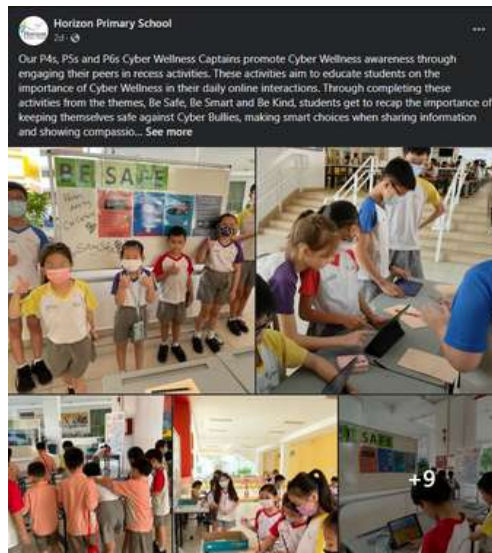 Horizon Primary School
2d ·
Our P4s, P5s and P6s Cyber Wellness Captains promote Cyber Wellness awareness through
engaging their peers in recess activities. These activities aim to educate students on the
importance of Cyber Wellness in their daily online interactions. Through completing these
activities from the themes, Be Safe, Be Smart and Be Kind, students get to recap the importance of
keeping themselves safe against Cyber Bullies, making smart choices when sharing information
and showing compassio... See more
BE SAFE
SAFE
+9